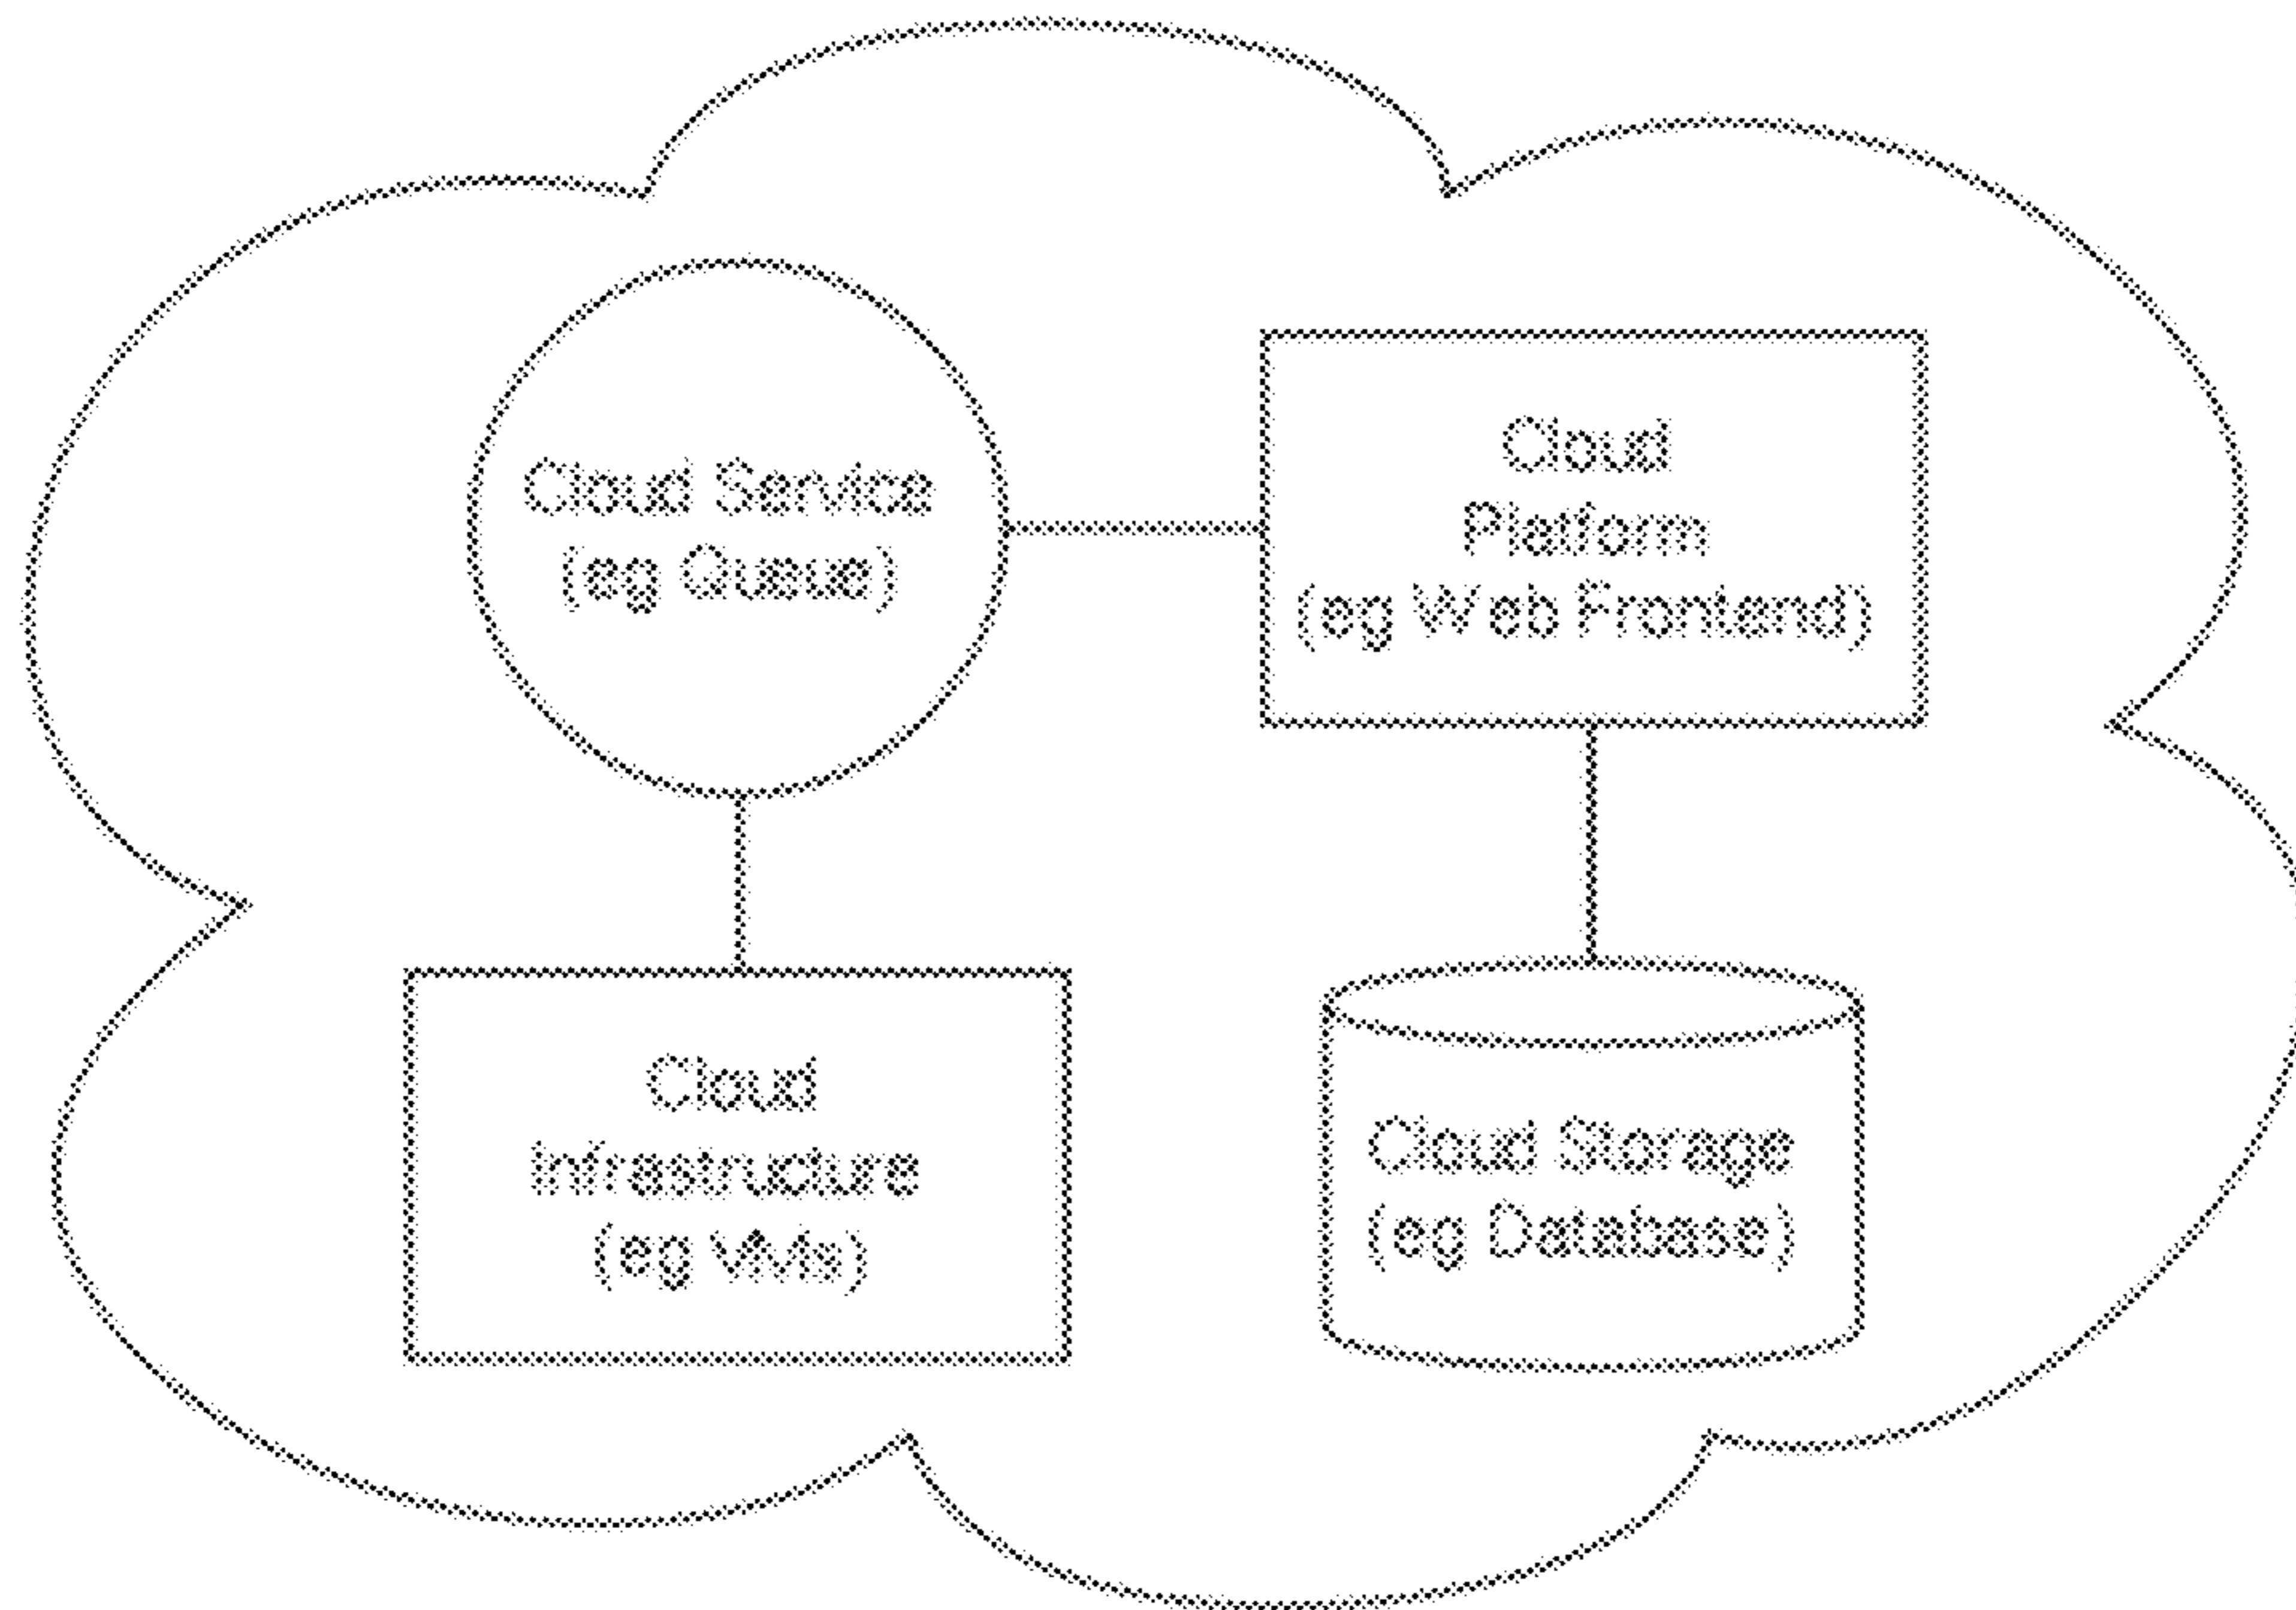 Cloud Service
(eg Queue)
Cloud
Platform
(eg Web Frontend)
Cloud
Infrastructure
(eg VMs)
Cloud Storage
(eg Database)